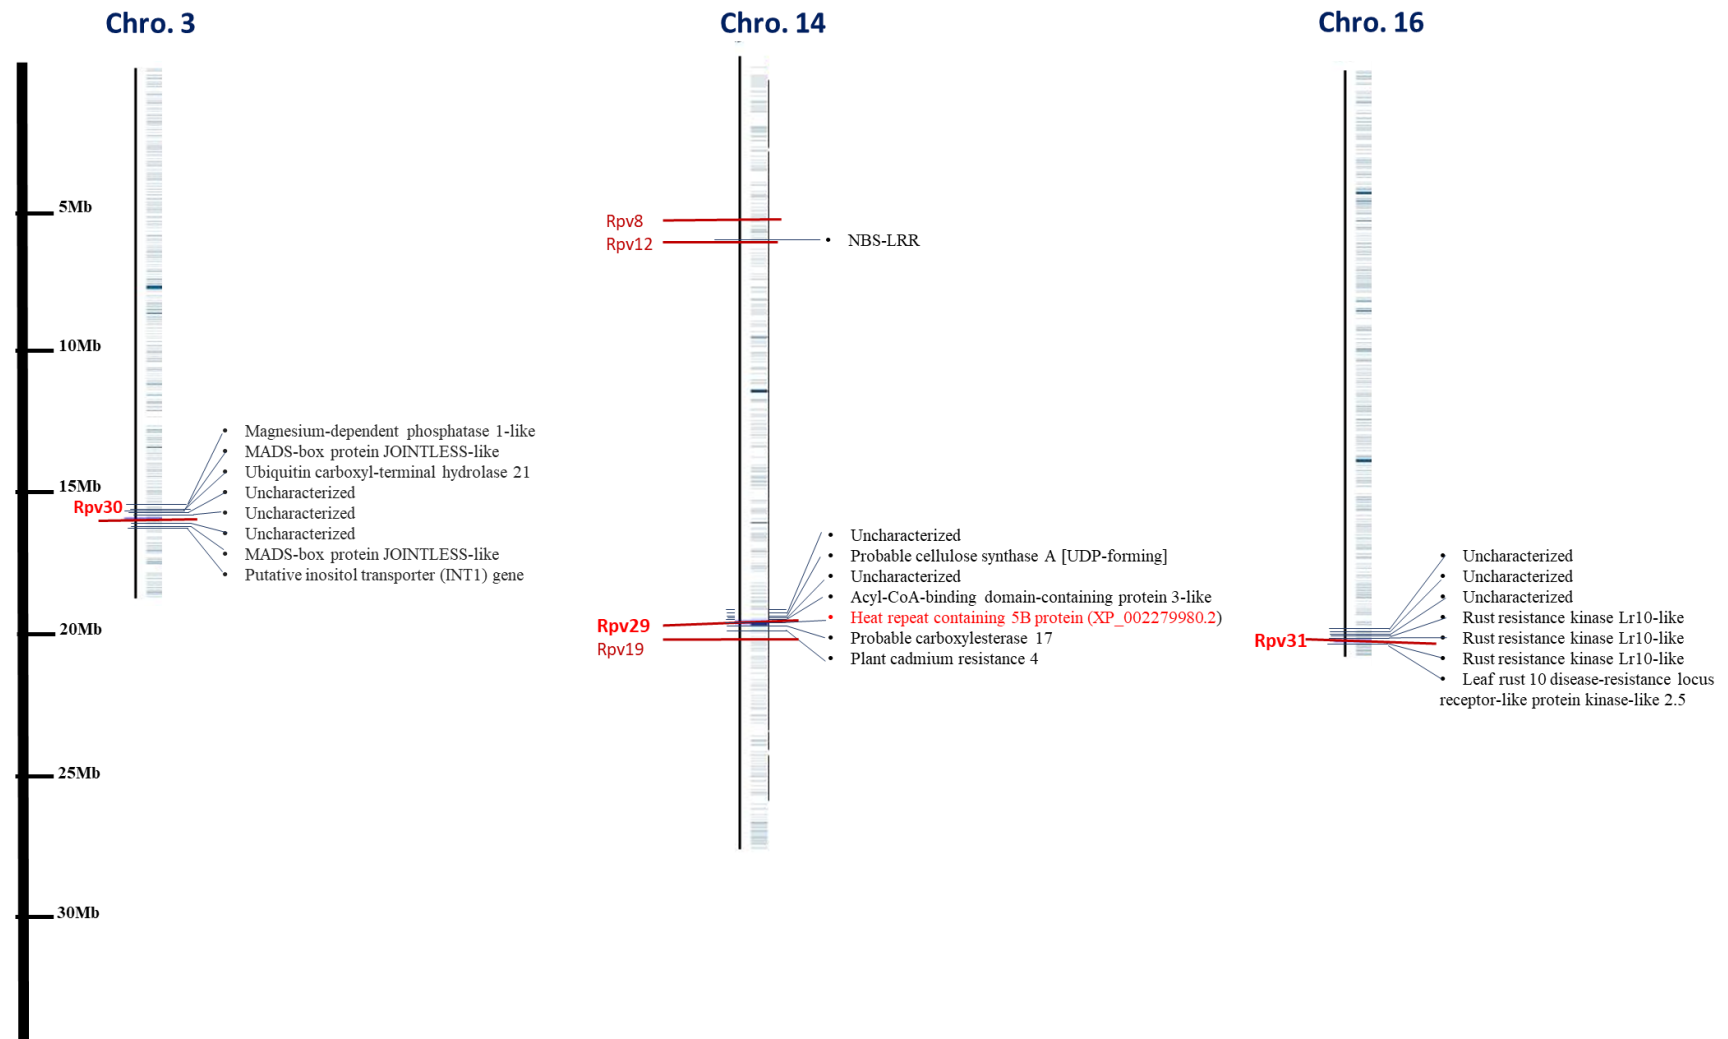 Chro. 3
Chro. 14
Chro. 16
5Mb
10Mb
15Mb
20Mb
25Mb
30Mb
Rpv30
• Magnesium-dependent phosphatase 1-like
• MADS-box protein JOINTLESS-like
• Ubiquitin carboxyl-terminal hydrolase 21
• Uncharacterized
• Uncharacterized
• Uncharacterized
• MADS-box protein JOINTLESS-like
• Putative inositol transporter (INT1) gene
Rpv8
Rpv12
• NBS-LRR
Rpv29
Rpv19
• Uncharacterized
• Probable cellulose synthase A [UDP-forming]
• Uncharacterized
• Acyl-CoA-binding domain-containing protein 3-like
• Heat repeat containing 5B protein (XP_002279980.2)
• Probable carboxylesterase 17
• Plant cadmium resistance 4
Rpv31
• Uncharacterized
• Uncharacterized
• Uncharacterized
• Rust resistance kinase Lr10-like
• Rust resistance kinase Lr10-like
• Rust resistance kinase Lr10-like
• Leaf rust 10 disease-resistance locus
receptor-like protein kinase-like 2.5